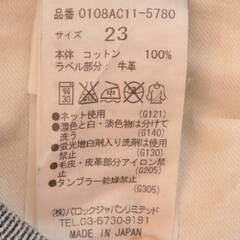 品番 0108AC11-5780
サイズ 23
本体 コットン 100%
ラベル部分: 牛革
●ネット使用 (G121)
●濃色と白・淡色物は分けて
洗う (G140)
●蛍光増白剤入り洗剤は使用
禁止 (G130)
●毛皮・皮革部分アイロン禁
止 (G205)
●タンブラー乾燥禁止
(G305)
(株)バロックジャパンリミテッド
TEL.03-6730-9191
MADE IN JAPAN